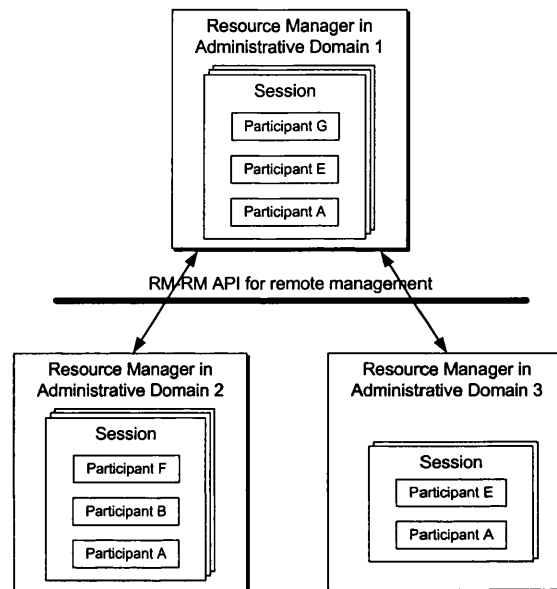 Resource Manager in
Administrative Domain 1
Session
Participant G
Participant E
Participant A
RM-RM API for remote management
Resource Manager in
Administrative Domain 2
Session
Participant F
Participant B
Participant A
Resource Manager in
Administrative Domain 3
Session
Participant E
Participant A